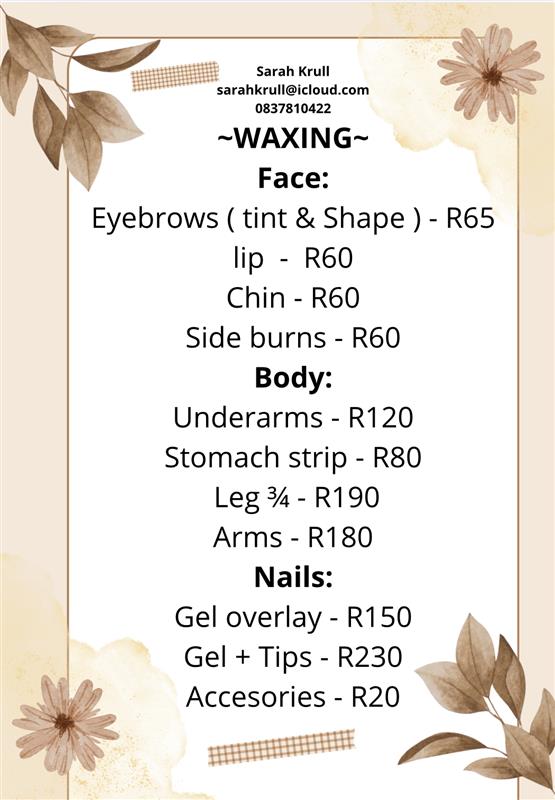 Sarah Krull
sarahkrull@icloud.com
0837810422
~WAXING~
Face:
Eyebrows ( tint & Shape ) - R65
lip - R60
Chin - R60
Side burns - R60
Body:
Underarms - R120
Stomach strip - R80
Leg ¾ - R190
Arms - R180
Nails:
Gel overlay - R150
Gel + Tips - R230
Accesories - R20